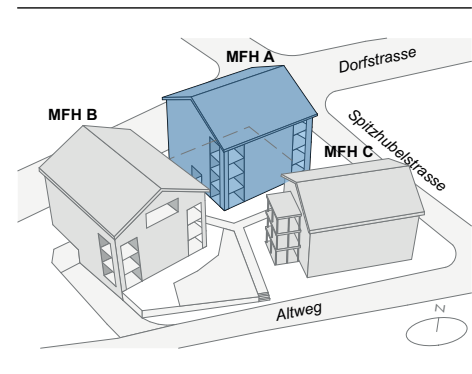 MFH A
Dorfstrasse
MFH B
Spitzhubelstrasse
MFH C
Altweg
N